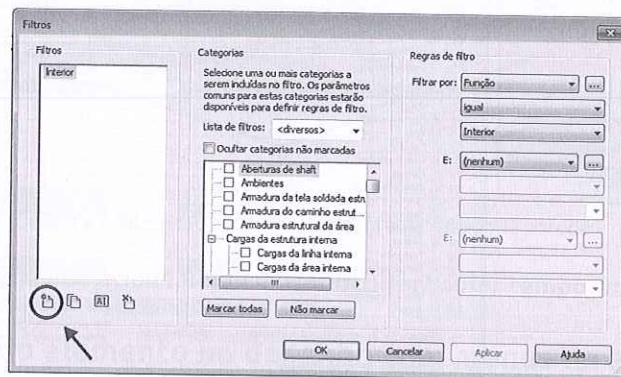 Filtros
Filtros
Interior
Categorias
Selecione uma ou mais categorias a
serem incluídas no filtro. Os parâmetros
comuns para estas categorias estarão
disponíveis para definir regras de filtro.
Lista de filtros: <diversos>
Ocultar categorias não marcadas
Aberturas de shaft
Ambientes
Armadura da tela soldada estn
Armadura do caminho estrut...
Armadura estrutural da área
Cargas da estrutura interna
Cargas da linha interna
Cargas da área interna
Marcar todas Não marcar
Regras de filtro
Filtrar por: Função ...
igual
Interior
E: (nenhum) ...
E: (nenhum) ...
OK Cancelar Aplicar Ajuda